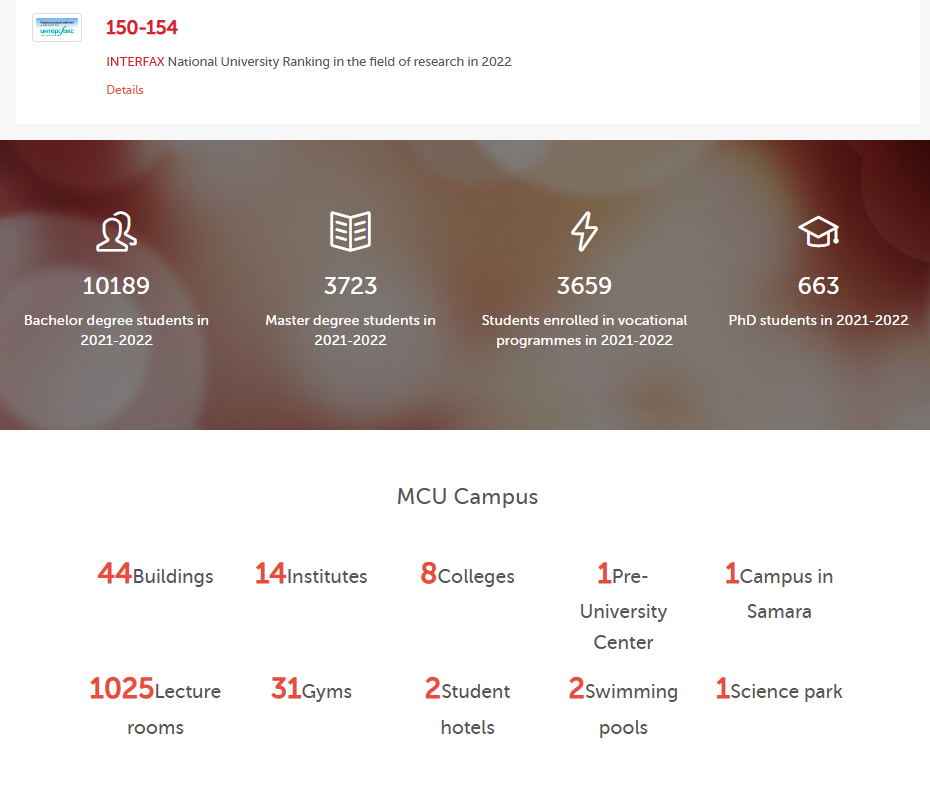 150-154
INTERFAX National University Ranking in the field of research in 2022
Details
10189
Bachelor degree students in
2021-2022
3723
Master degree students in
2021-2022
3659
Students enrolled in vocational
programmes in 2021-2022
663
PhD students in 2021-2022
MCU Campus
44Buildings
14Institutes
8Colleges
1Pre-
University
Center
1Campus in
Samara
1025Lecture
rooms
31Gyms
2Student
hotels
2Swimming
pools
1Science park